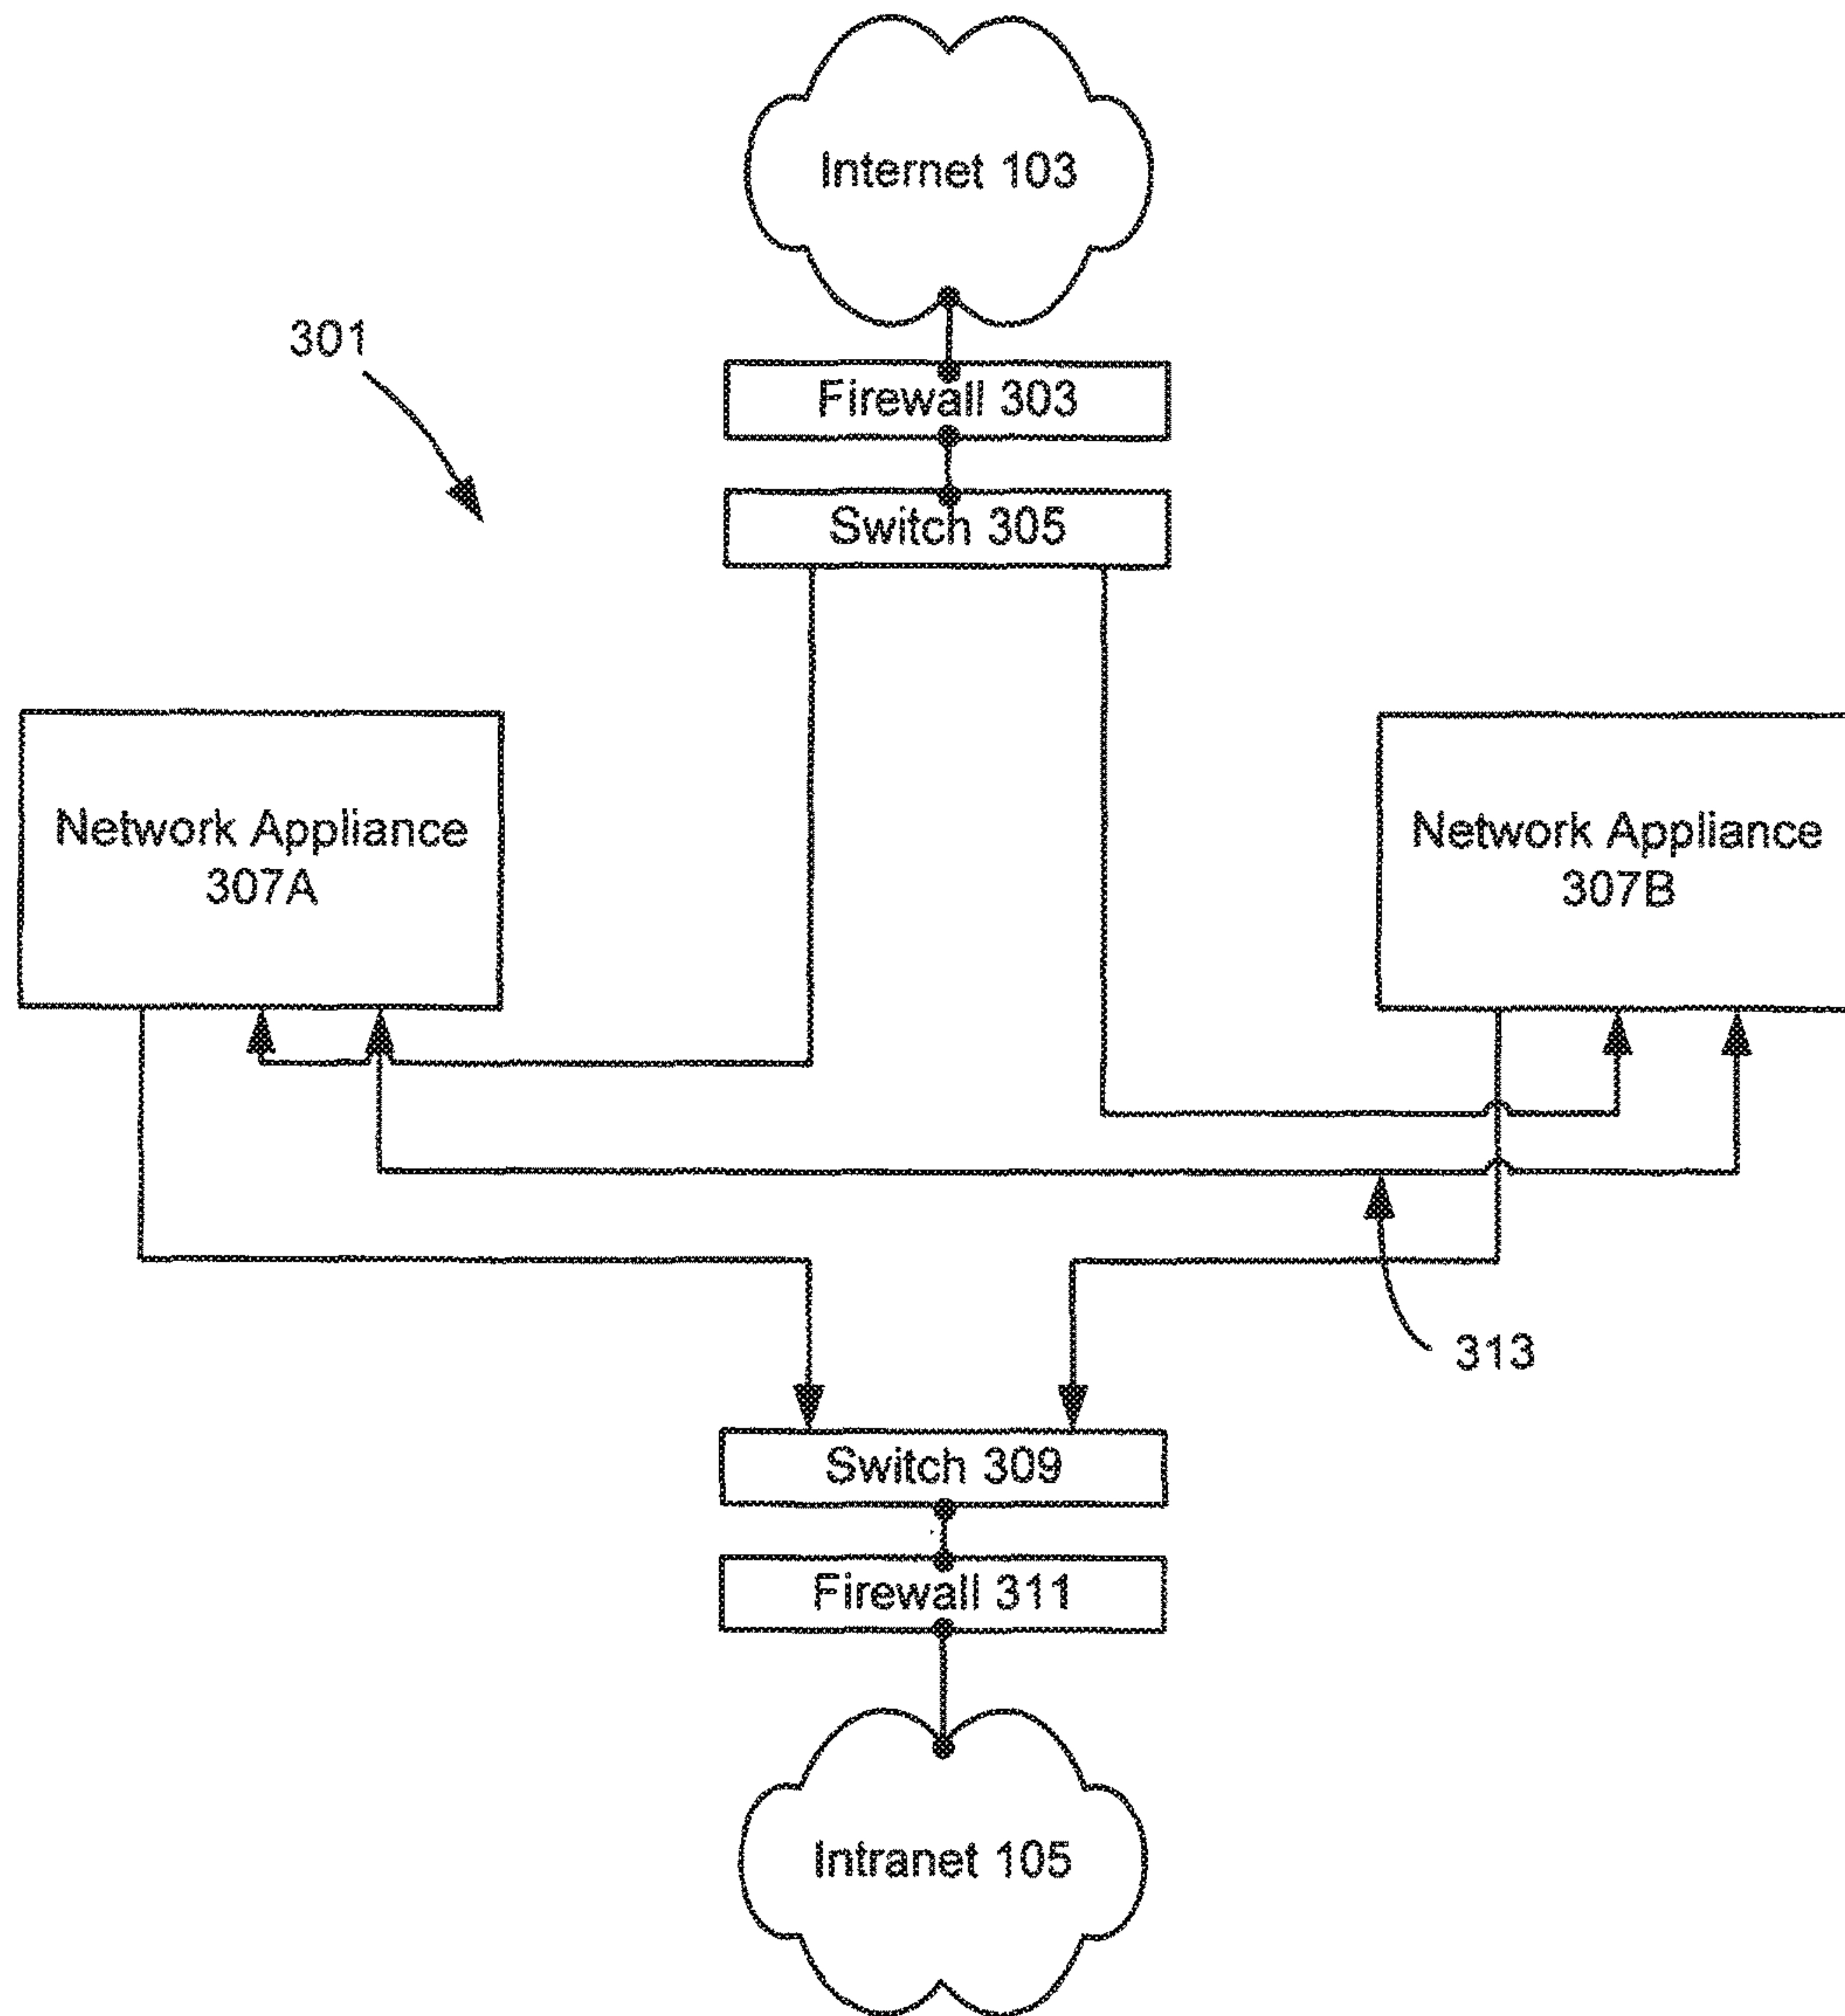 Internet 103
301
Firewall 303
Switch 305
Network Appliance
307A
Network Appliance
307B
313
Switch 309
Firewall 311
Intranet 105